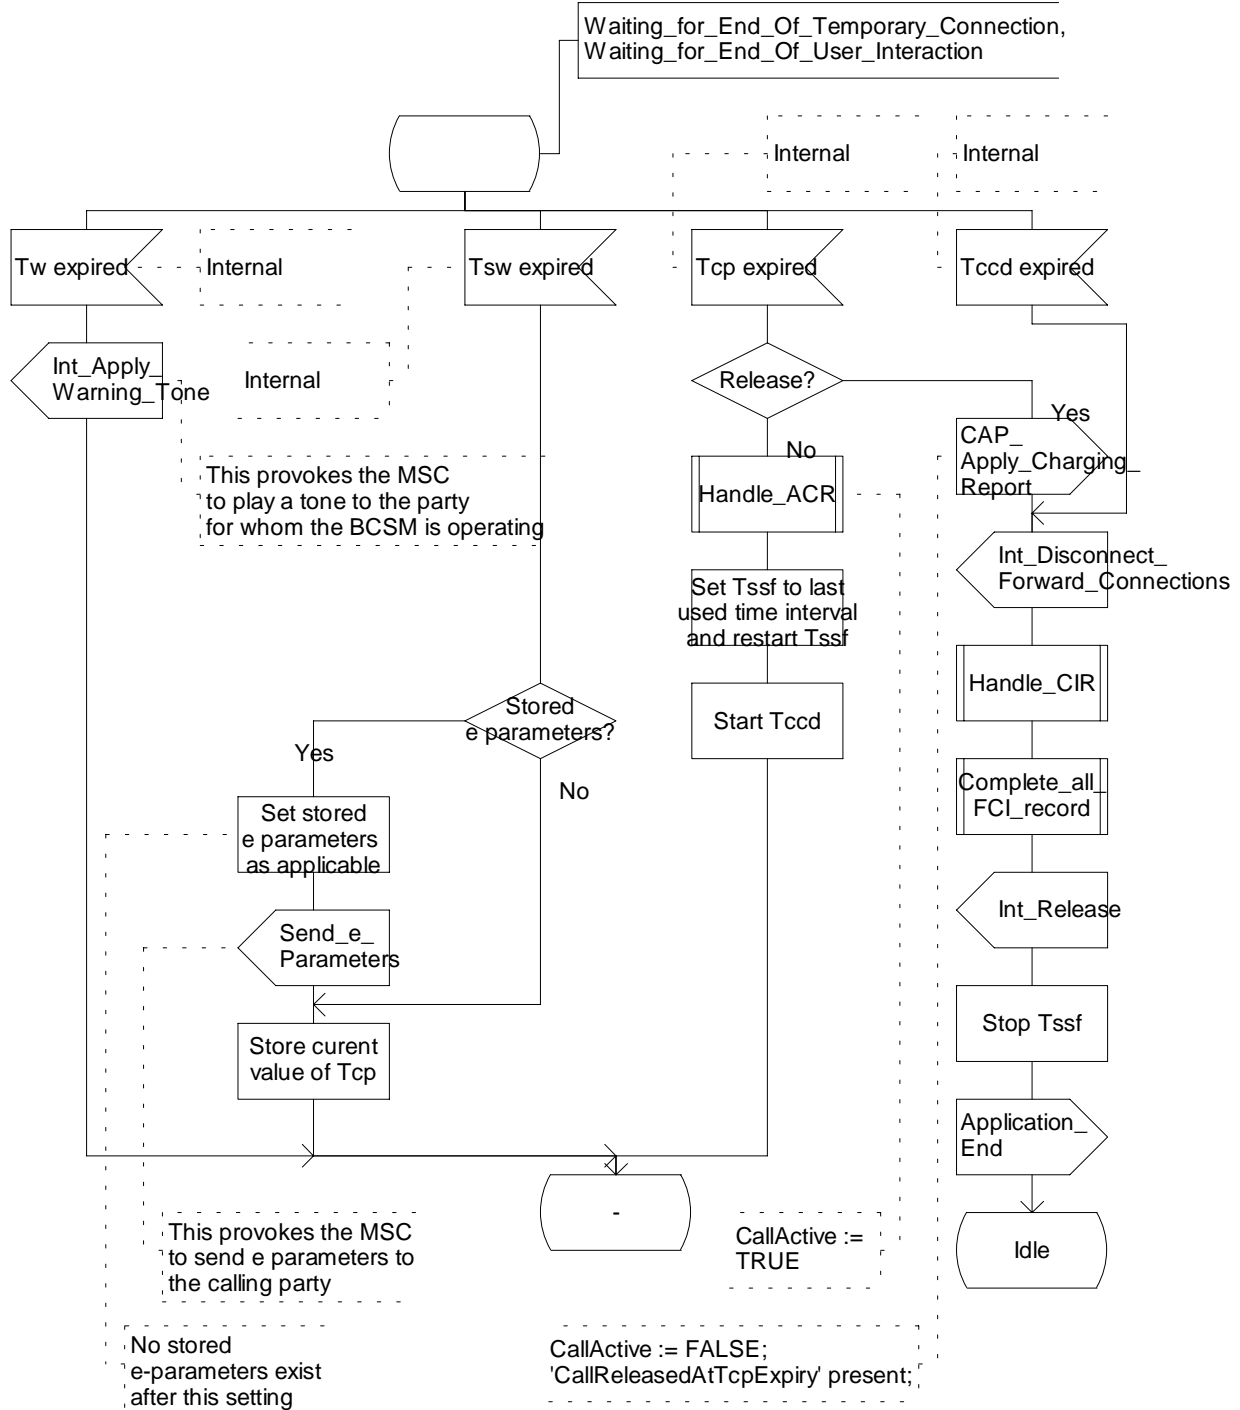 Waiting_for_End_Of_Temporary_Connection,
Waiting_for_End_Of_User_Interaction
Internal
Internal
Tw expired
Internal
Tsw expired
Tcp expired
Tccd expired
Int_Apply_
Warning_Tone
Internal
Release?
Yes
No
CAP_
Apply_Charging_
Report
This provokes the MSC
to play a tone to the party
for whom the BCSM is operating
Handle_ACR
Int_Disconnect_
Forward_Connections
Set Tssf to last
used time interval
and restart Tssf
Handle_CIR
Stored
e parameters?
Start Tccd
Yes
No
Complete_all_
FCI_record
Set stored
e parameters
as applicable
Int_Release
Send_e_
Parameters
Stop Tssf
Store curent
value of Tcp
Application_
End
-
This provokes the MSC
to send e parameters to
the calling party
CallActive :=
TRUE
Idle
No stored
e-parameters exist
after this setting
CallActive := FALSE;
'CallReleasedAtTcpExpiry' present;